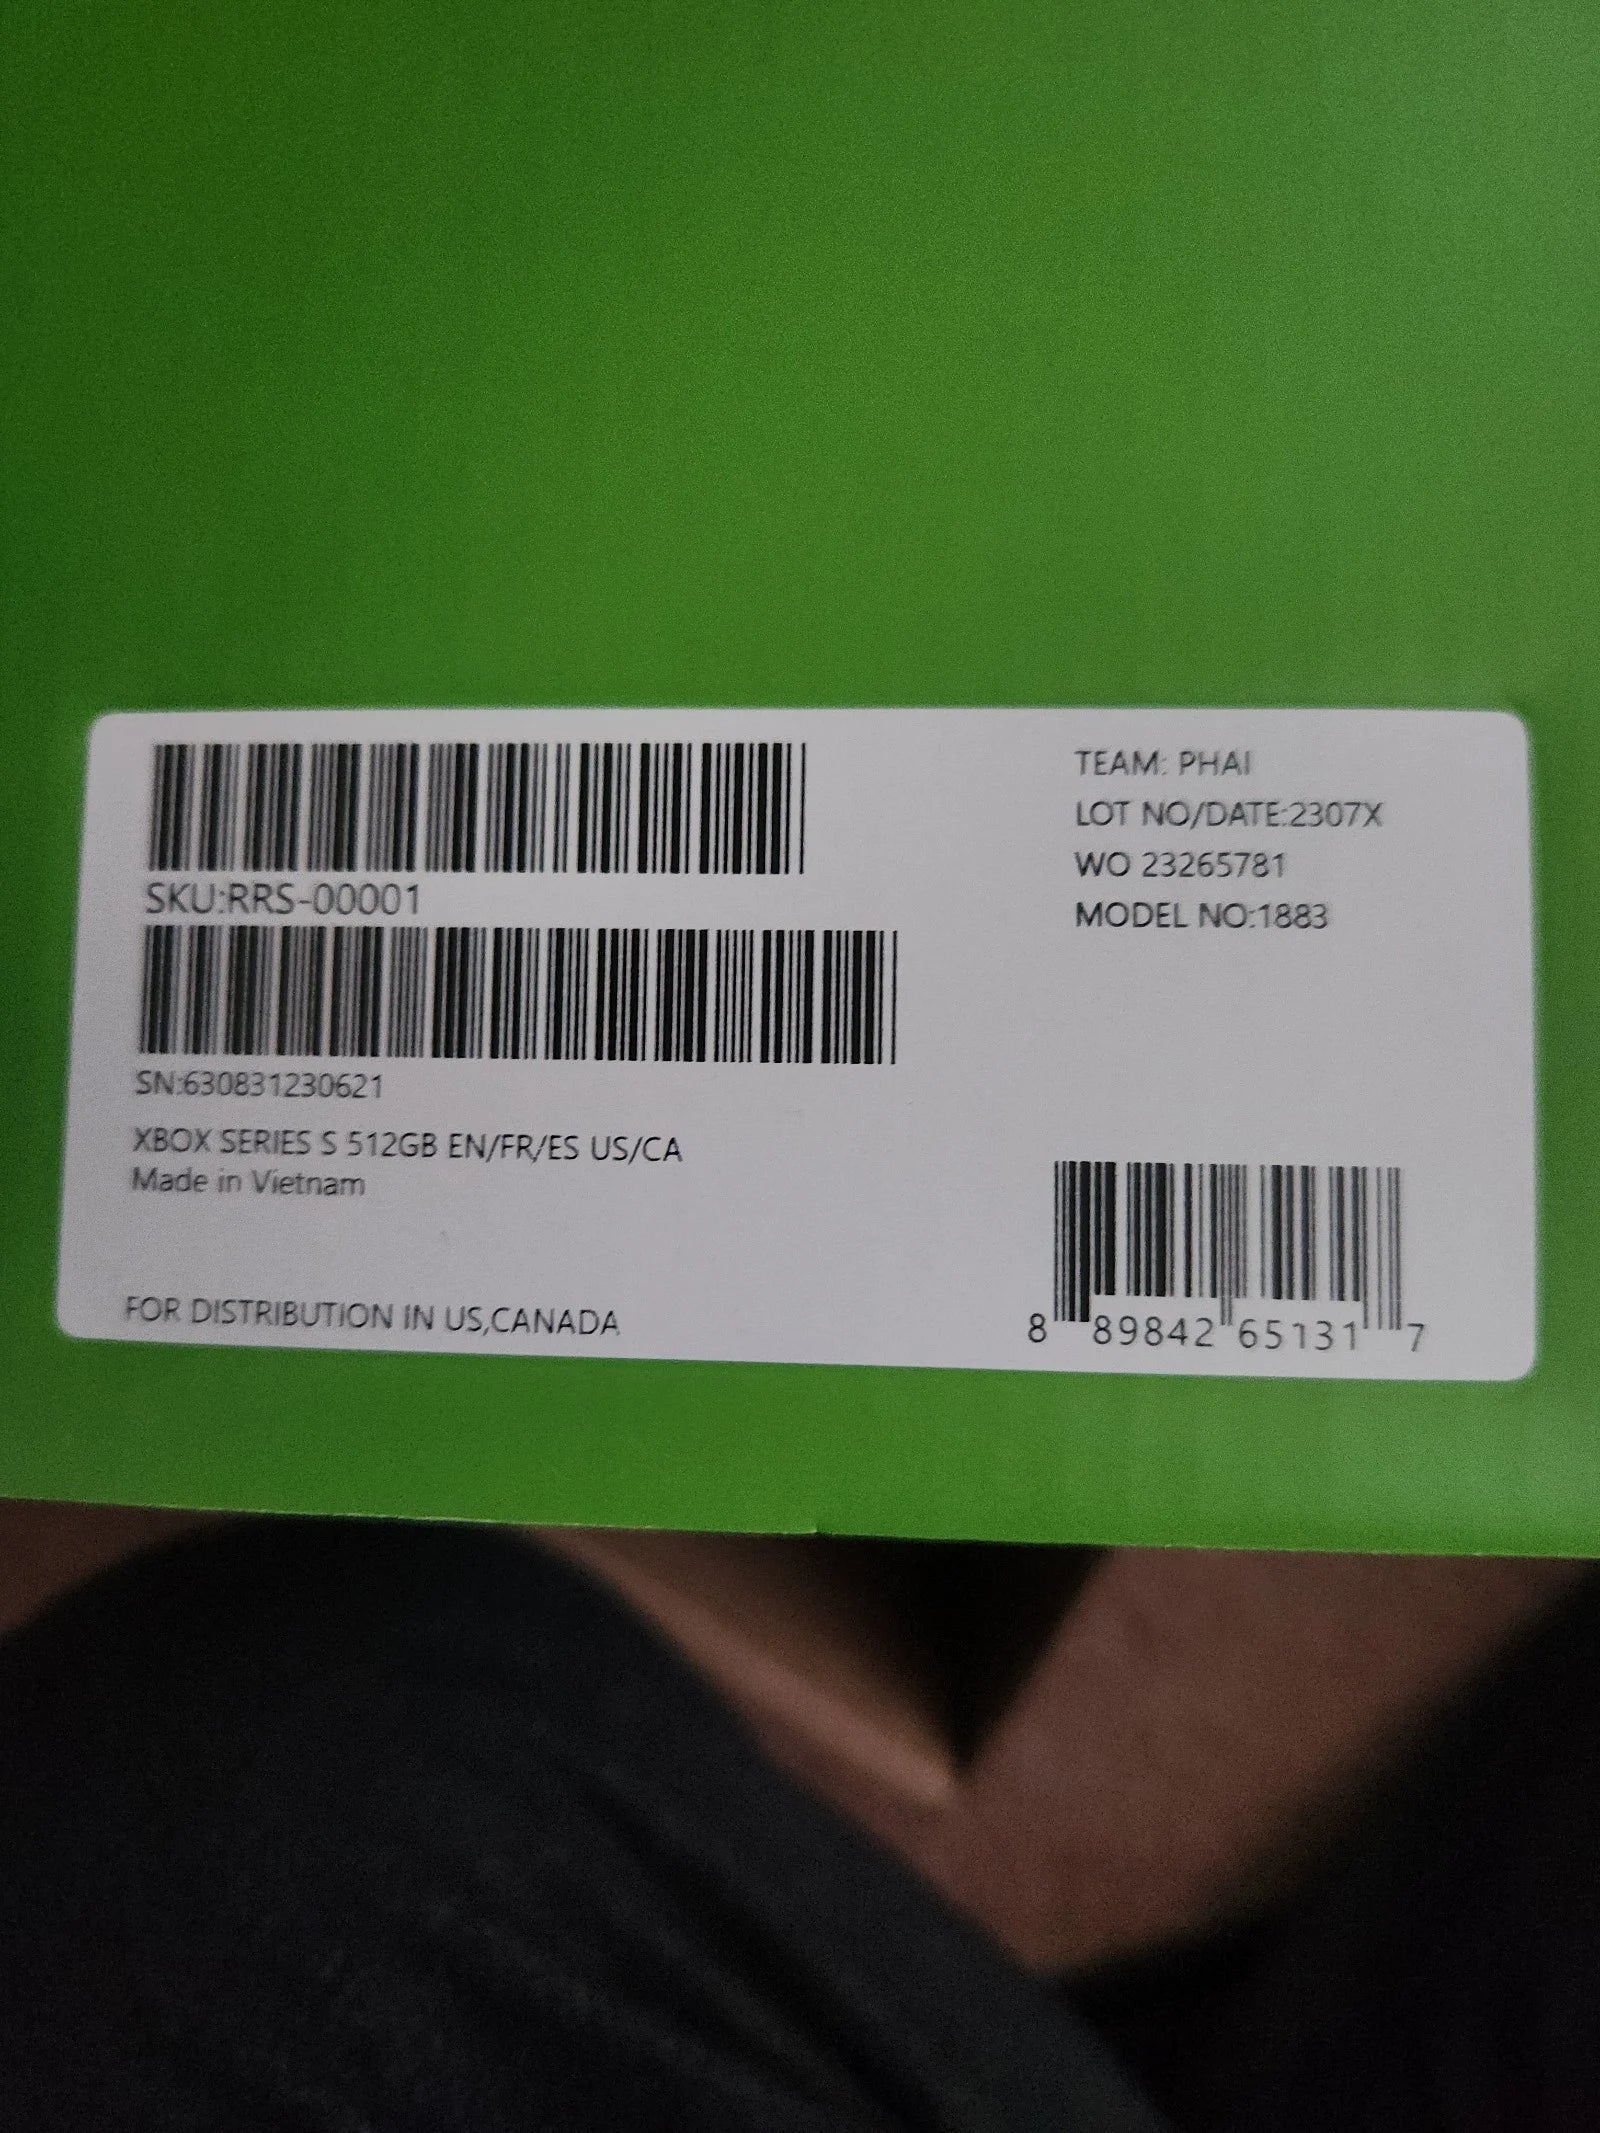 SKU:RRS-00001
SN:630831230621
XBOX SERIES S 512GB EN/FR/ES US/CA
Made in Vietnam
FOR DISTRIBUTION IN US,CANADA
TEAM: PHAI
LOT NO/DATE:2307X
WO 23265781
MODEL NO:1883
8 89842 65131 7